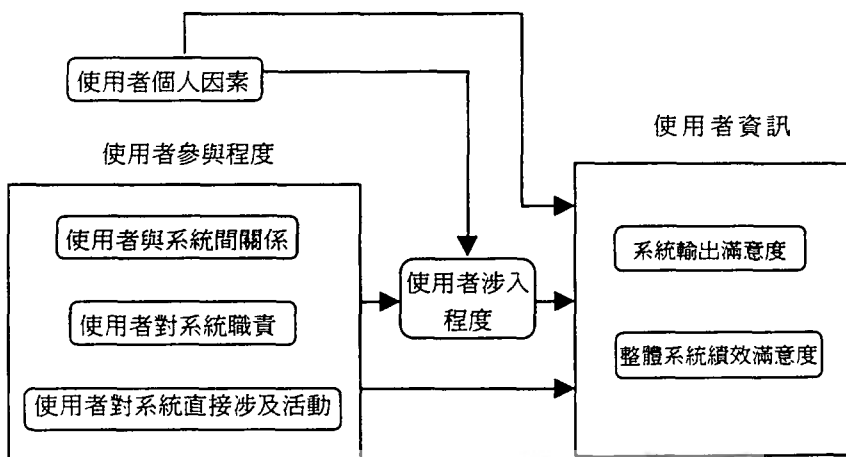 使用者個人因素
使用者資訊
使用者參與程度
使用者與系統間關係
使用者對系統職責
使用者對系統直接涉及活動
使用者涉入
程度
系統輸出滿意度
整體系統績效滿意度